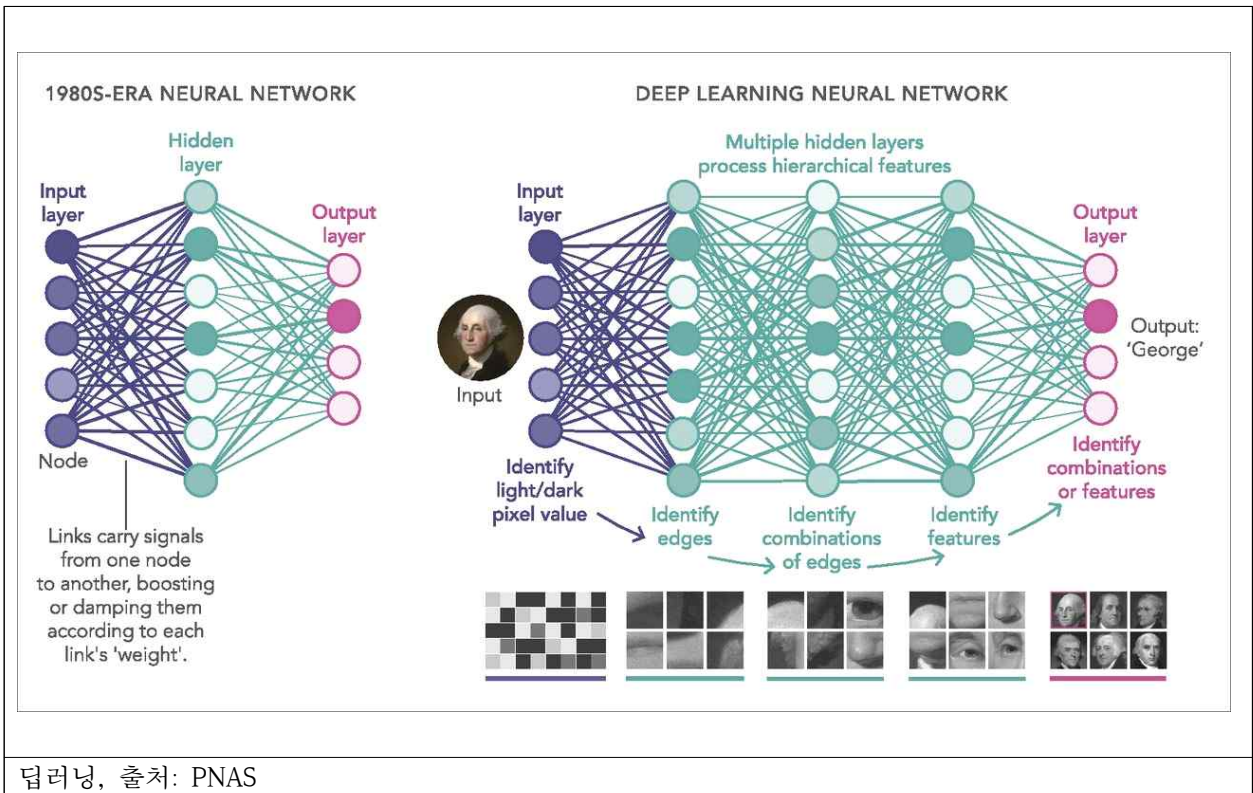 1980S-ERA NEURAL NETWORK
Hidden
layer
Input
layer
Output
layer
Node
Links carry signals
from one node
to another, boosting
or damping them
according to each
link's 'weight'.
DEEP LEARNING NEURAL NETWORK
Multiple hidden layers
process hierarchical features
Input
layer
Output
layer
Input
Output:
'George'
Identify
light/dark
pixel value
Identify
edges
Identify
combinations
of edges
Identify
features
Identify
combinations
or features
딥러닝, 출처: PNAS